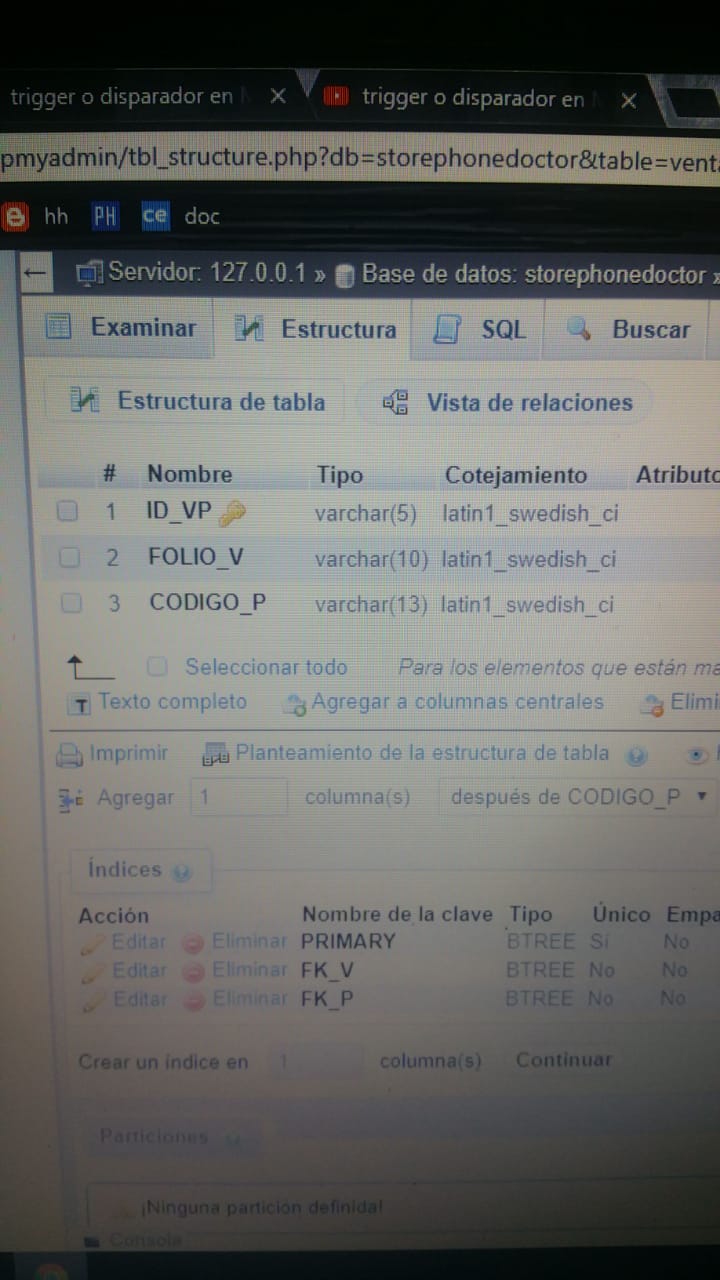 trigger o disparador en trigger o disparador en
pmyadmin/tbl_structure.php?db=storephonedoctor&table=venta
hh PH ce doc
Servidor: 127.0.0.1 » Base de datos: storephonedoctor »
Examinar Estructura SQL Buscar
Estructura de tabla Vista de relaciones
# Nombre Tipo Cotejamiento Atributo
1 ID_VP varchar(5) latin1_swedish_ci
2 FOLIO_V varchar(10) latin1_swedish_ci
3 CODIGO_P varchar(13) latin1_swedish_ci
Seleccionar todo Para los elementos que están ma
Texto completo Agregar a columnas centrales Elimi
Imprimir Planteamiento de la estructura de tabla
Agregar 1 columna(s) después de CODIGO_P
Índices
Acción Nombre de la clave Tipo Único Empa
Editar Eliminar PRIMARY BTREE Sí No
Editar Eliminar FK_V BTREE No No
Editar Eliminar FK_P BTREE No No
Crear un índice en 1 columna(s) Continuar
Particiones
¡Ninguna partición definida!
Consola